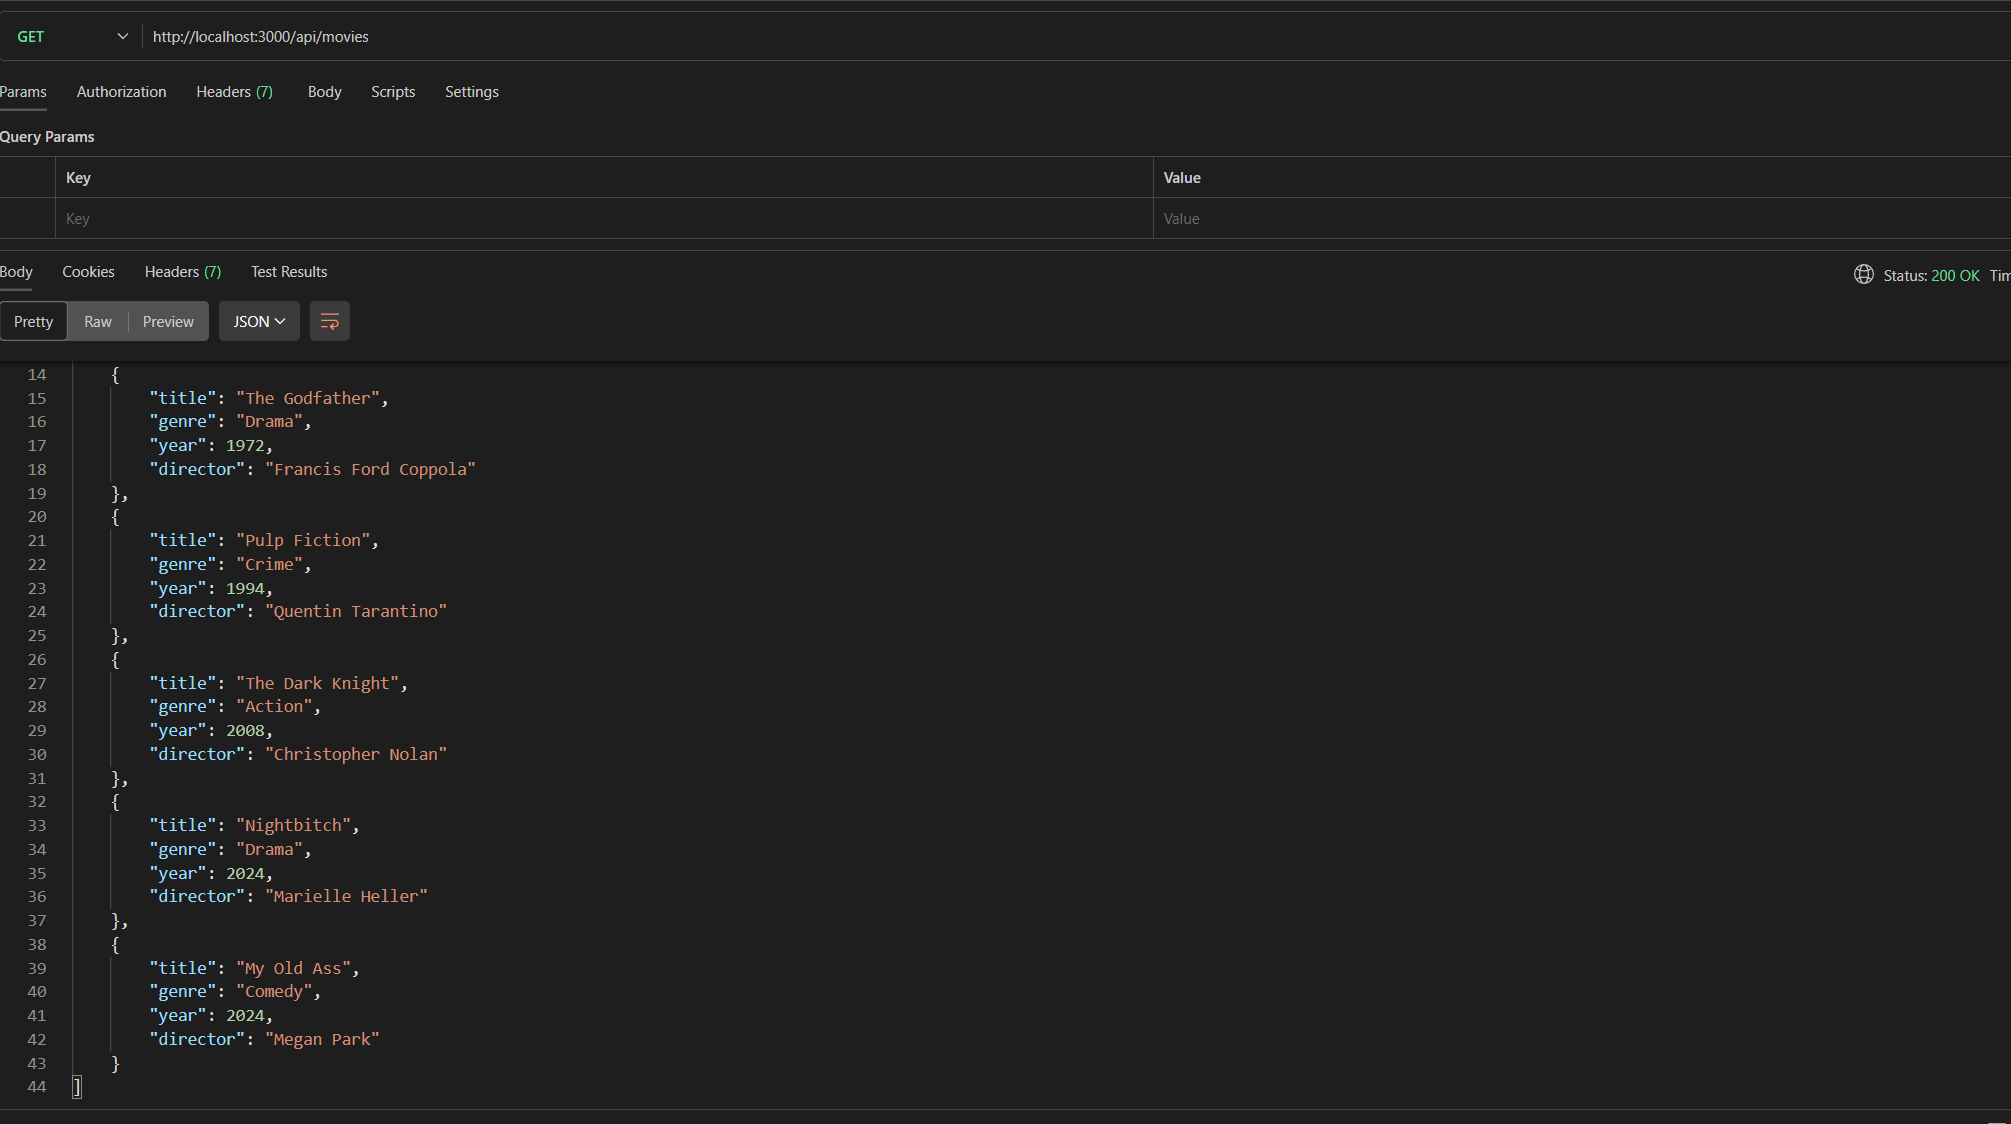 GET http://localhost:3000/api/movies
Params Authorization Headers (7) Body Scripts Settings
Query Params
Key Value
Key Value
Body Cookies Headers (7) Test Results Status: 200 OK
Pretty Raw Preview JSON
14 {
15 "title": "The Godfather",
16 "genre": "Drama",
17 "year": 1972,
18 "director": "Francis Ford Coppola"
19 },
20 {
21 "title": "Pulp Fiction",
22 "genre": "Crime",
23 "year": 1994,
24 "director": "Quentin Tarantino"
25 },
26 {
27 "title": "The Dark Knight",
28 "genre": "Action",
29 "year": 2008,
30 "director": "Christopher Nolan"
31 },
32 {
33 "title": "Nightbitch",
34 "genre": "Drama",
35 "year": 2024,
36 "director": "Marielle Heller"
37 },
38 {
39 "title": "My Old Ass",
40 "genre": "Comedy",
41 "year": 2024,
42 "director": "Megan Park"
43 }
44 ]